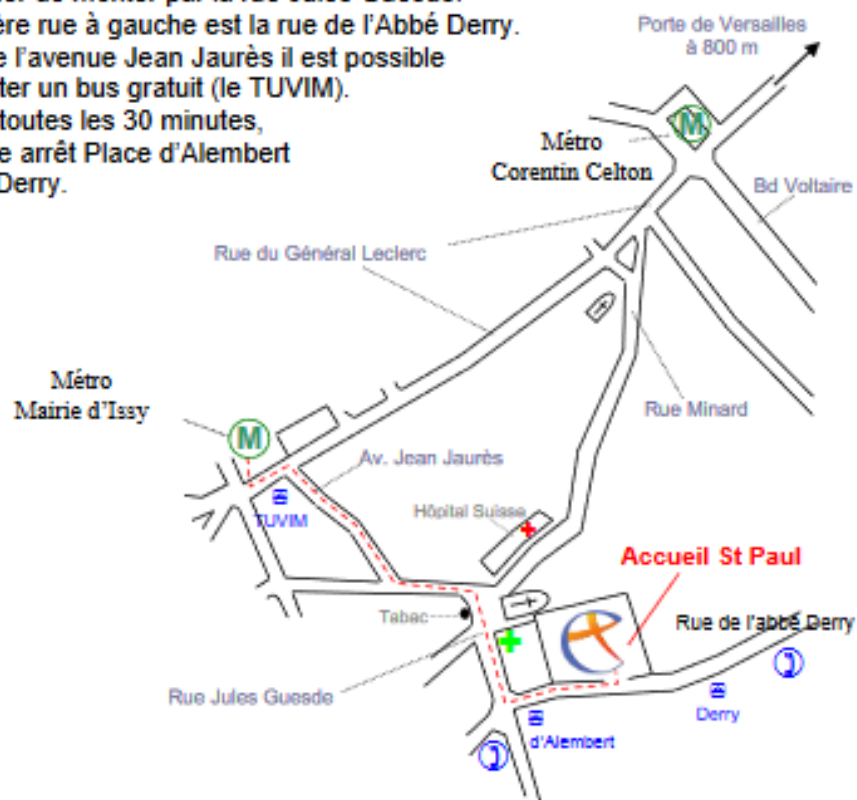 ère rue à gauche est la rue de l'Abbé Derry.
e l'avenue Jean Jaurès il est possible
ter un bus gratuit (le TUVIM).
toutes les 30 minutes,
e arrêt Place d'Alembert
Derry.
Porte de Versailles
à 800 m
M
Métro
Corentin Celton
Bd Voltaire
Rue du Général Leclerc
Métro
Mairie d'Issy
M
Rue Minard
Av. Jean Jaurès
TUVIM
Hôpital Suisse
Accueil St Paul
Tabac
Rue de l'abbé Derry
Rue Jules Guesde
Derry
d'Alembert